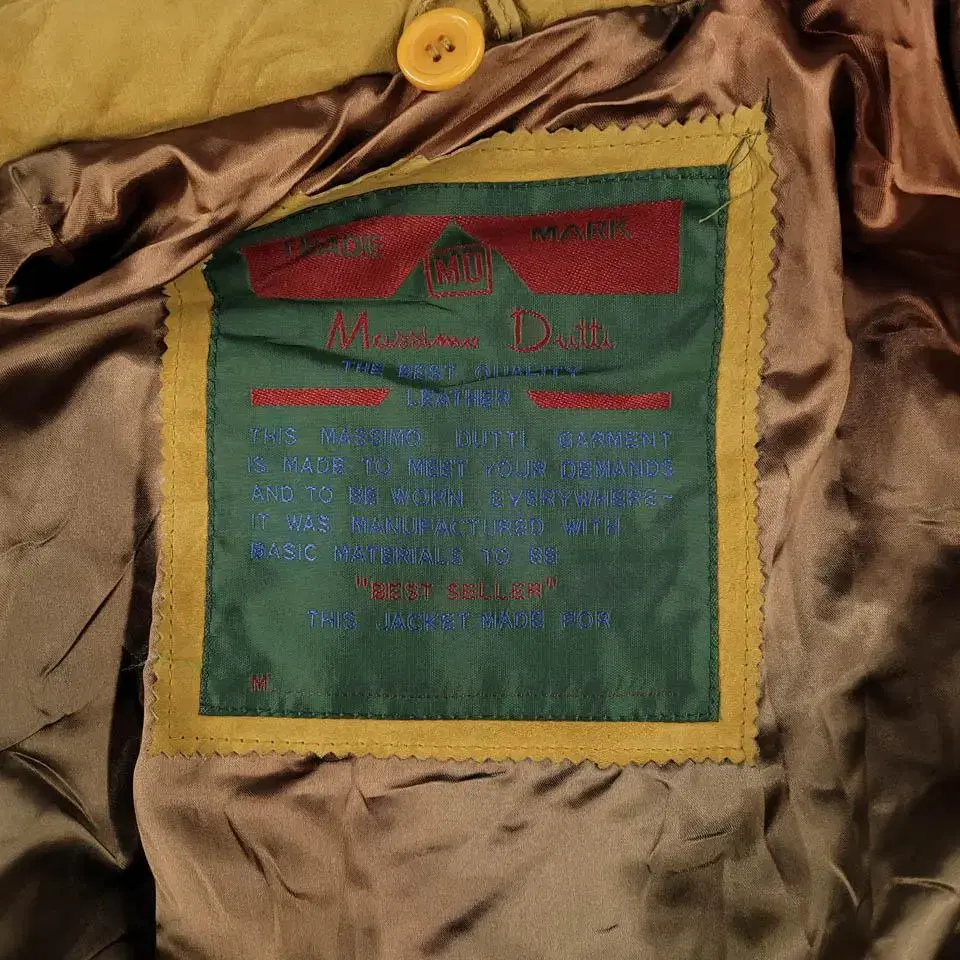 TRADE MARK
MD
Massimo Dutti
THE BEST QUALITY
LEATHER
THIS MASSIMO DUTTI GARMENT
IS MADE TO MEET YOUR DEMANDS
AND TO BE WORN EVERYWHERE-
IT WAS MANUFACTURED WITH
BASIC MATERIALS TO BE
"BEST SELLER"
THIS JACKET MADE FOR
M